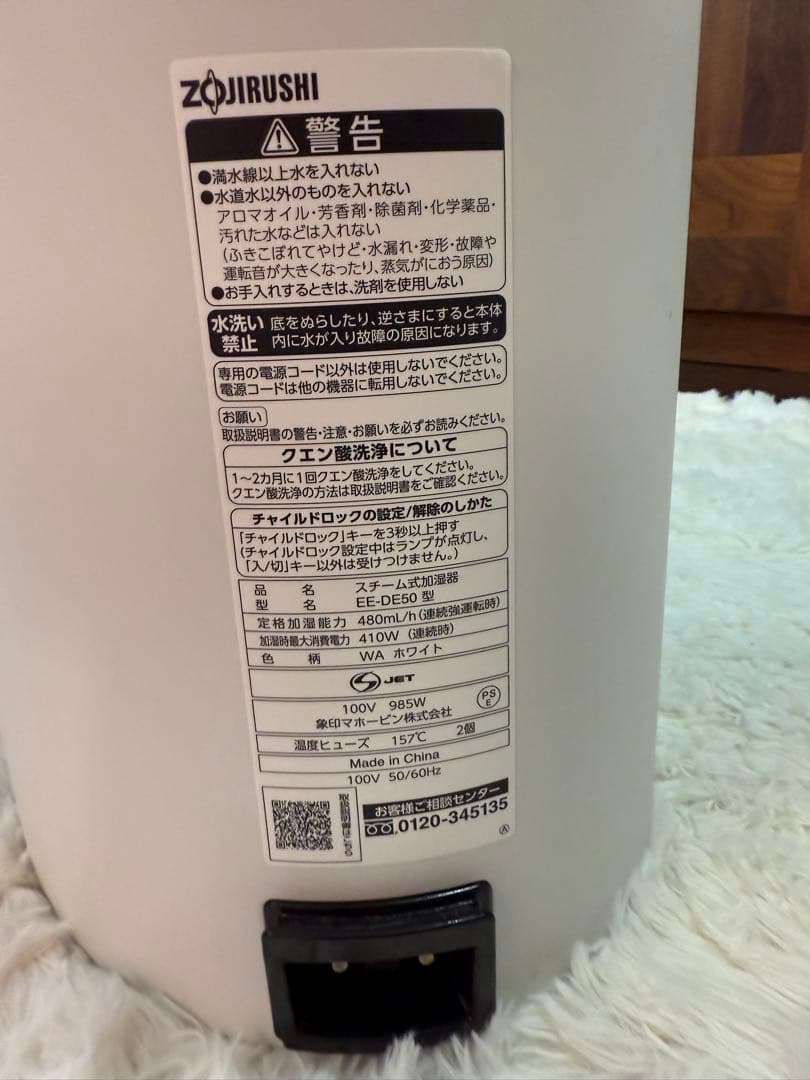 ZOJIRUSHI
警告
●満水線以上水を入れない
●水道水以外のものを入れない
アロマオイル・芳香剤・除菌剤・化学薬品・
汚れた水などは入れない
(ふきこぼれてやけど・水漏れ・変形・故障や
運転音が大きくなったり、蒸気がにおう原因)
●お手入れするときは、洗剤を使用しない
水洗い禁止 底をぬらしたり、逆さまにすると本体
内に水が入り故障の原因になります。
専用の電源コード以外は使用しないでください。
電源コードは他の機器に転用しないでください。
お願い
取扱説明書の警告・注意・お願いを必ずお読みください。
クエン酸洗浄について
1〜2カ月に1回クエン酸洗浄をしてください。
クエン酸洗浄の方法は取扱説明書をご確認ください。
チャイルドロックの設定/解除のしかた
「チャイルドロック」キーを3秒以上押す
(チャイルドロック設定中はランプが点灯し、
「入/切」キー以外は受けつけません。)
品名 スチーム式加湿器
型名 EE-DE50 型
定格加湿能力 480mL/h(連続強運転時)
加湿時最大消費電力 410W (連続時)
色柄 WA ホワイト
JET
100V 985W
PSE
象印マホービン株式会社
温度ヒューズ 157℃ 2個
Made in China
100V 50/60Hz
取扱説明書はこちら
お客様ご相談センター
0120-345135
Ⓐ